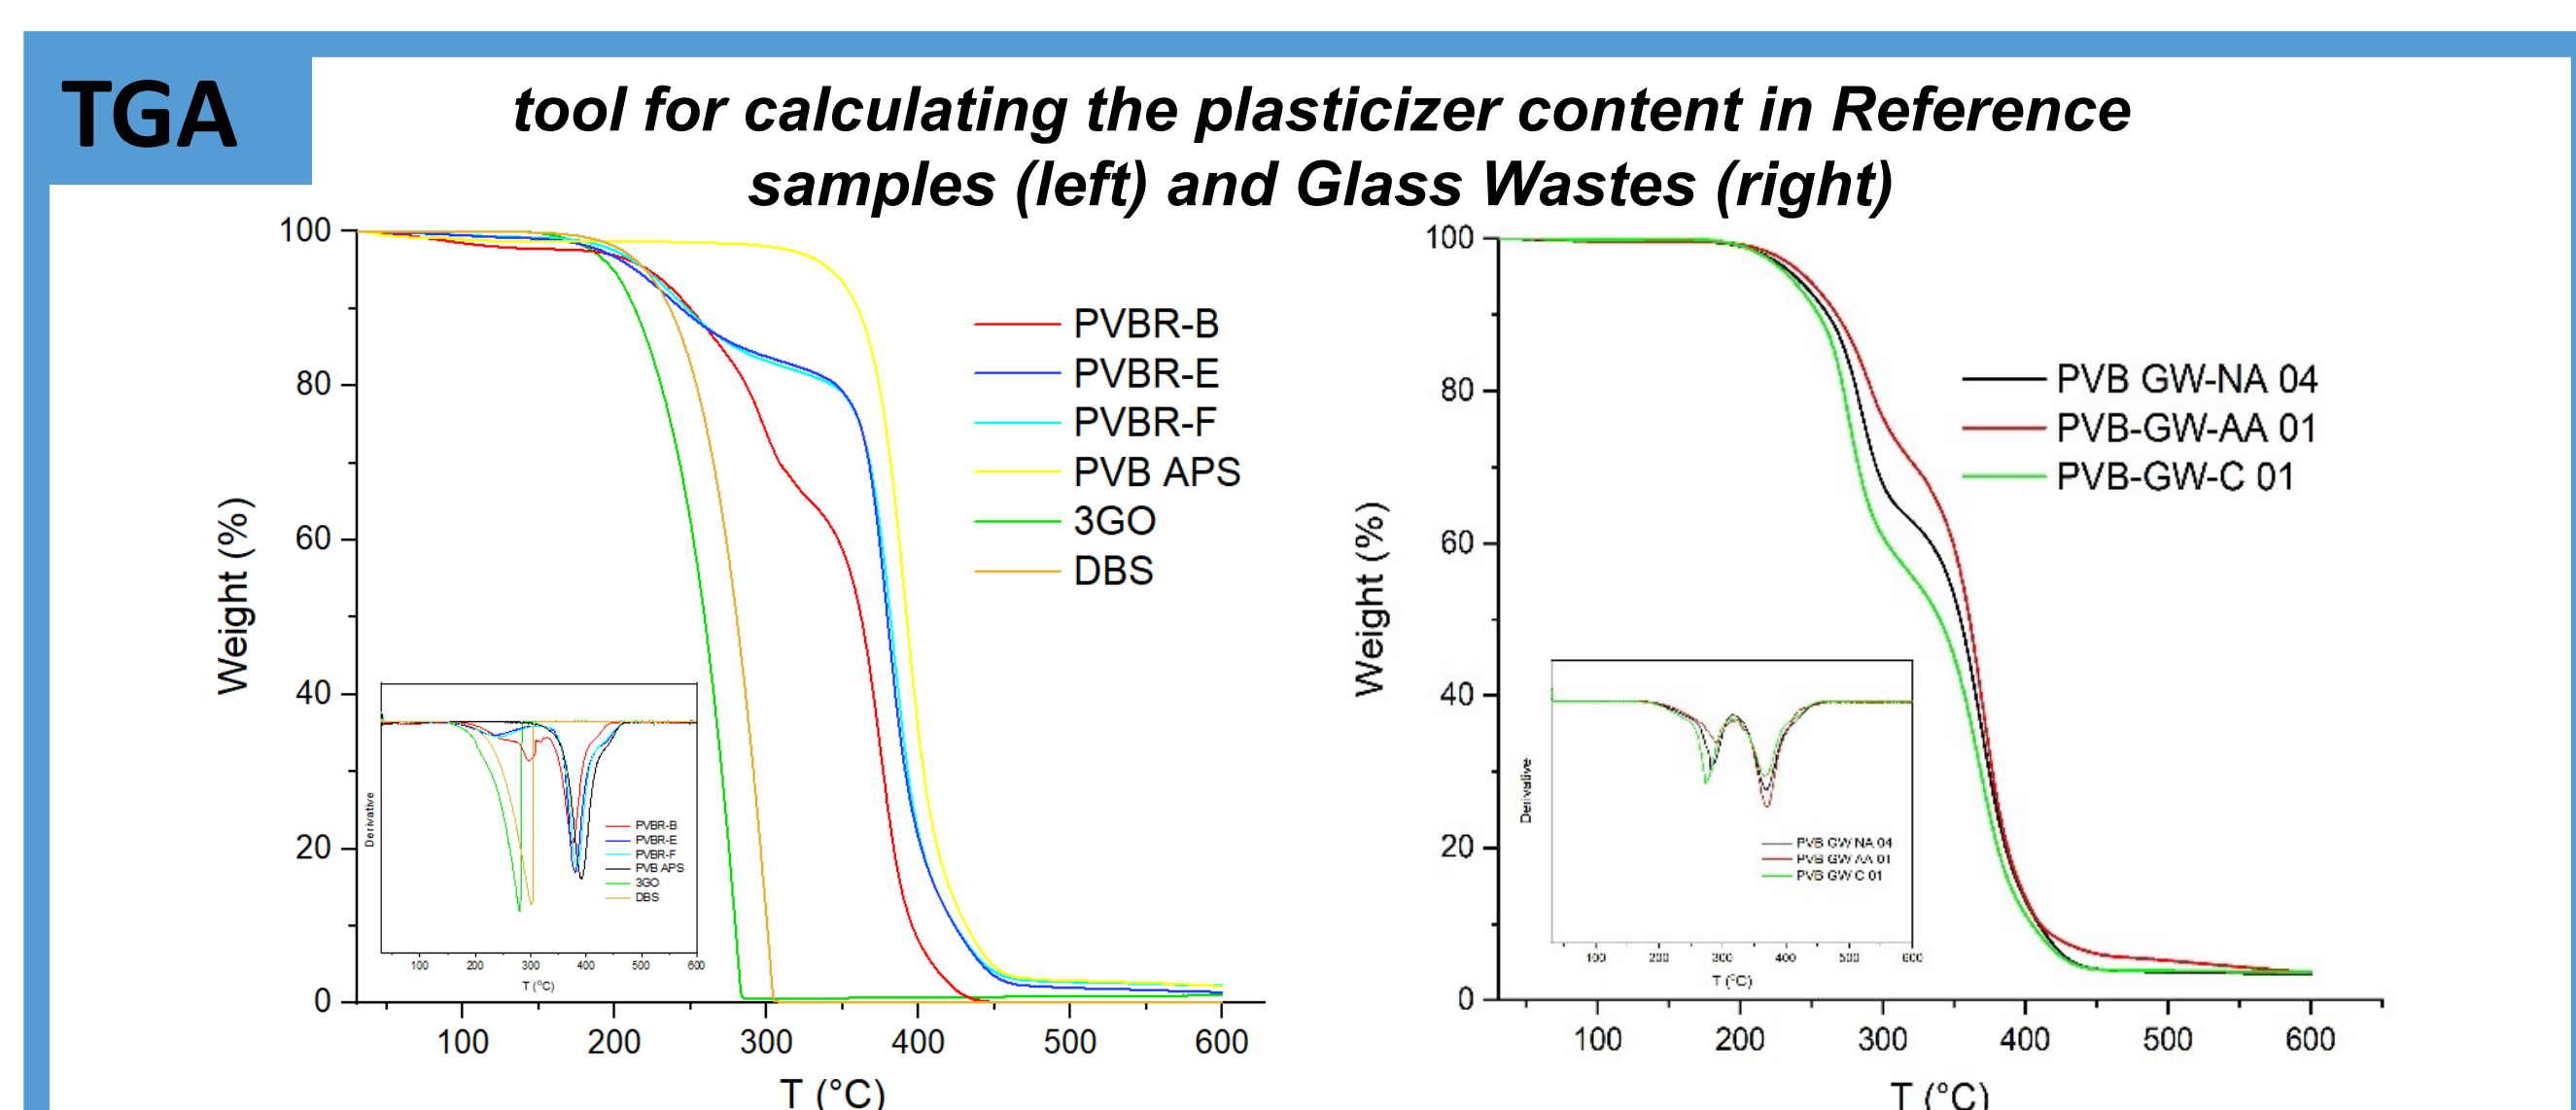 TGA
tool for calculating the plasticizer content in Reference
samples (left) and Glass Wastes (right)
100
80
60
40
20
0
Weight (%)
100 200 300 400 500 600
T (°C)
PVBR-B
PVBR-E
PVBR-F
PVB APS
3GO
DBS
Derivative
100 200 300 400 500 600
T (°C)
PVBR-B
PVBR-E
PVBR-F
PVB APS
3GO
DBS
100
80
60
40
20
0
Weight (%)
100 200 300 400 500 600
T (°C)
PVB GW-NA 04
PVB-GW-AA 01
PVB-GW-C 01
Derivative
100 200 300 400 500 600
T (°C)
PVB GW NA 04
PVB GW AA 01
PVB GW C 01